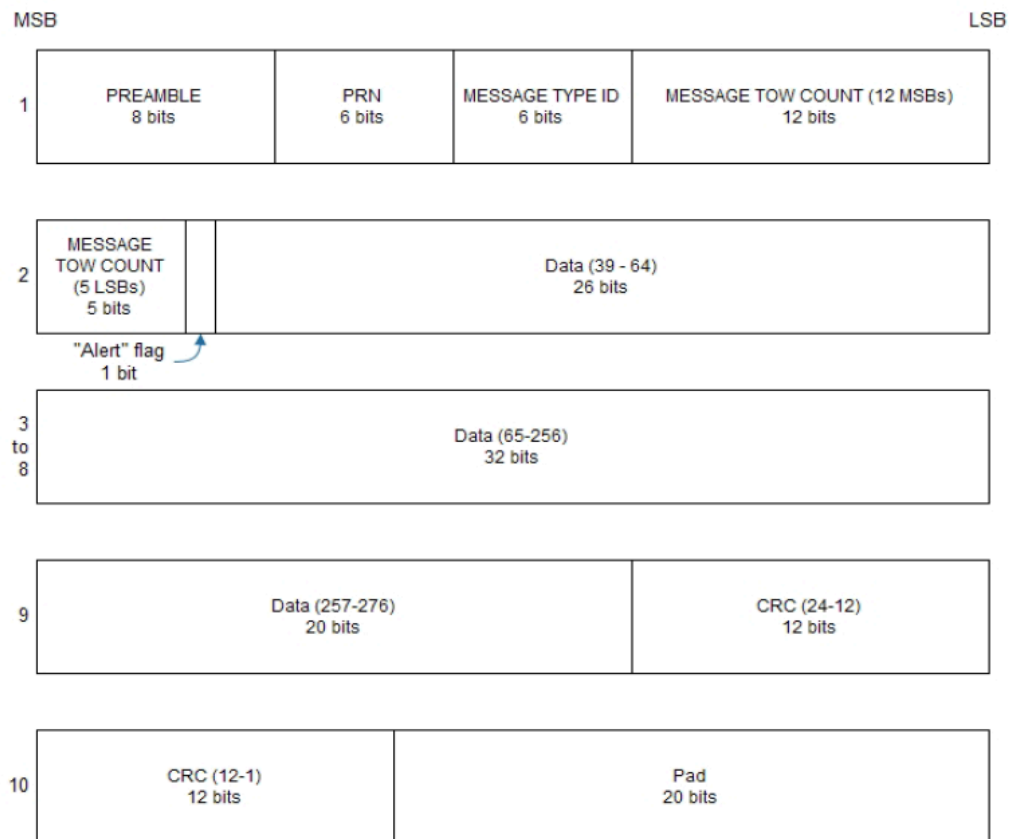 MSB LSB
1
PREAMBLE
8 bits
PRN
6 bits
MESSAGE TYPE ID
6 bits
MESSAGE TOW COUNT (12 MSBs)
12 bits
2
MESSAGE
TOW COUNT
(5 LSBs)
5 bits
Data (39 - 64)
26 bits
"Alert" flag
1 bit
3
to
8
Data (65-256)
32 bits
9
Data (257-276)
20 bits
CRC (24-12)
12 bits
10
CRC (12-1)
12 bits
Pad
20 bits